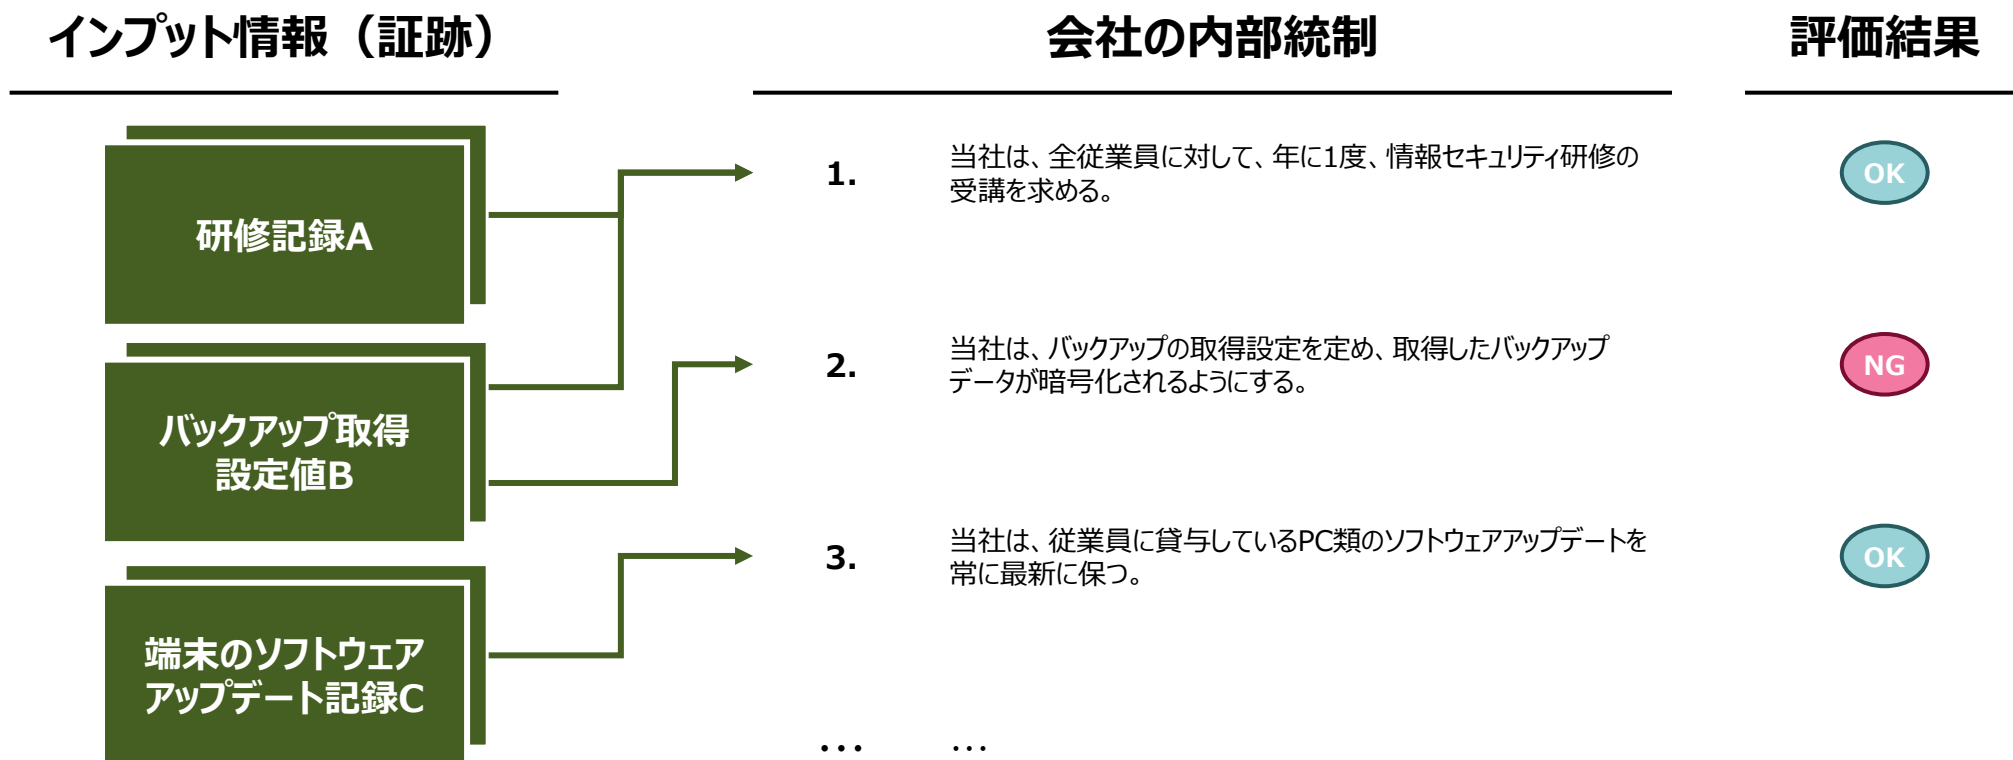 インプット情報（証跡）
会社の内部統制
評価結果
研修記録A
バックアップ取得
設定値B
端末のソフトウェア
アップデート記録C
1.
当社は、全従業員に対して、年に1度、情報セキュリティ研修の
受講を求める。
OK
2.
当社は、バックアップの取得設定を定め、取得したバックアップ
データが暗号化されるようにする。
NG
3.
当社は、従業員に貸与しているPC類のソフトウェアアップデートを
常に最新に保つ。
OK
…
…